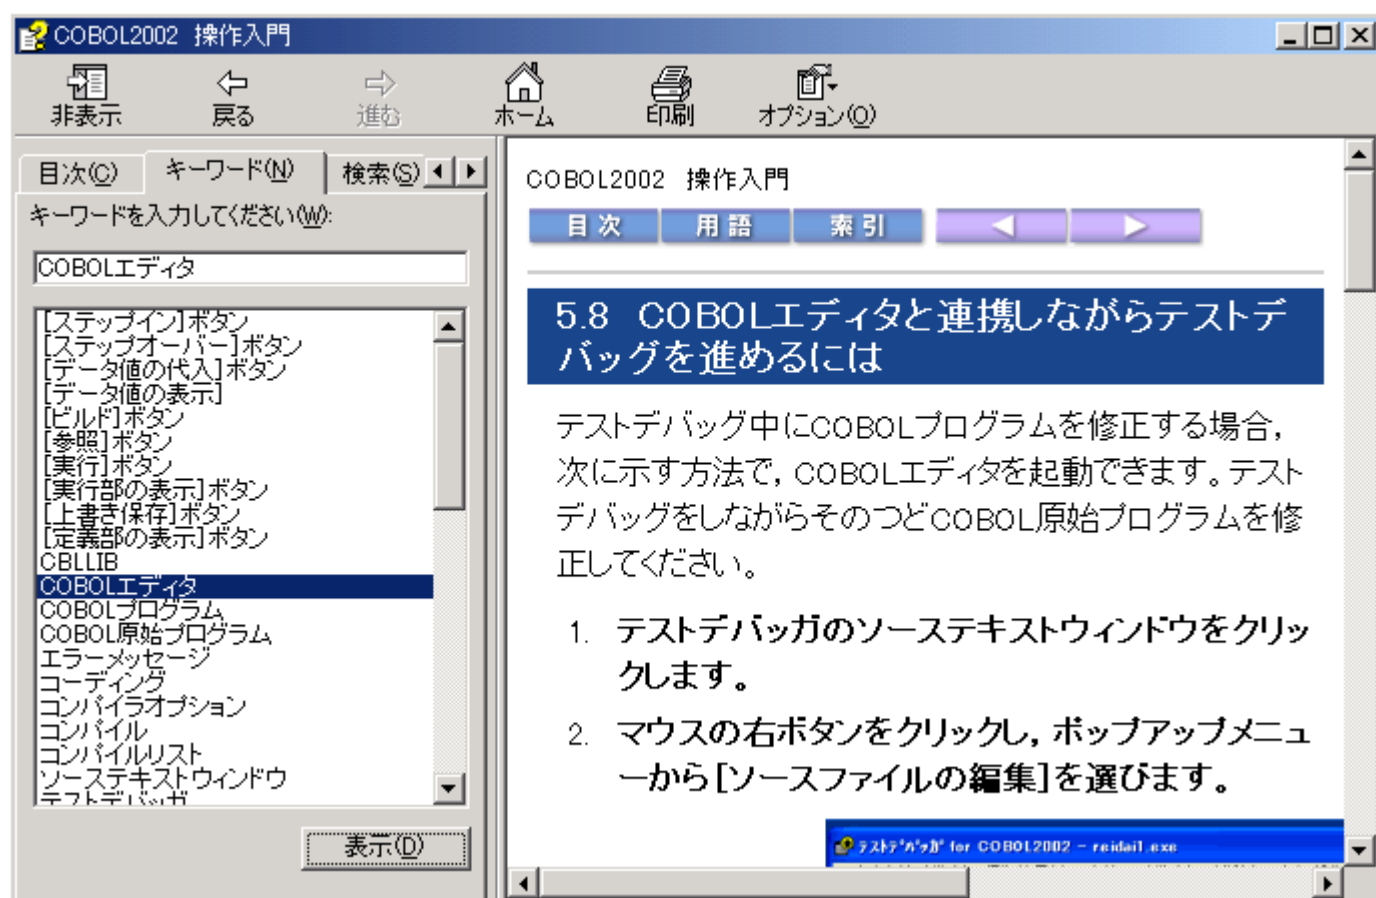 COBOL2002 操作入門
非表示 戻る 進む ホーム 印刷 オプション(O)
目次(C) キーワード(N) 検索(S)
キーワードを入力してください(W):
COBOLエディタ
[ステップイン]ボタン
[ステップオーバー]ボタン
[データ値の代入]ボタン
[データ値の表示]
[ビルド]ボタン
[参照]ボタン
[実行]ボタン
[実行部の表示]ボタン
[上書き保存]ボタン
[定義部の表示]ボタン
CBLLIB
COBOLエディタ
COBOLプログラム
COBOL原始プログラム
エラーメッセージ
コーディング
コンパイラオプション
コンパイル
コンパイルリスト
ソーステキストウィンドウ
テストデバッガ
表示(D)
COBOL2002 操作入門
目次 用語 索引
5.8 COBOLエディタと連携しながらテストデ
バッグを進めるには
テストデバッグ中にCOBOLプログラムを修正する場合,
次に示す方法で, COBOLエディタを起動できます。テスト
デバッグをしながらそのつどCOBOL原始プログラムを修
正してください。
1. テストデバッガのソーステキストウィンドウをクリッ
クします。
2. マウスの右ボタンをクリックし, ポップアップメニュ
ーから[ソースファイルの編集]を選びます。
ﾃｽﾄﾃﾞﾊﾞｯｶﾞ for COBOL2002 - reidai1.exe